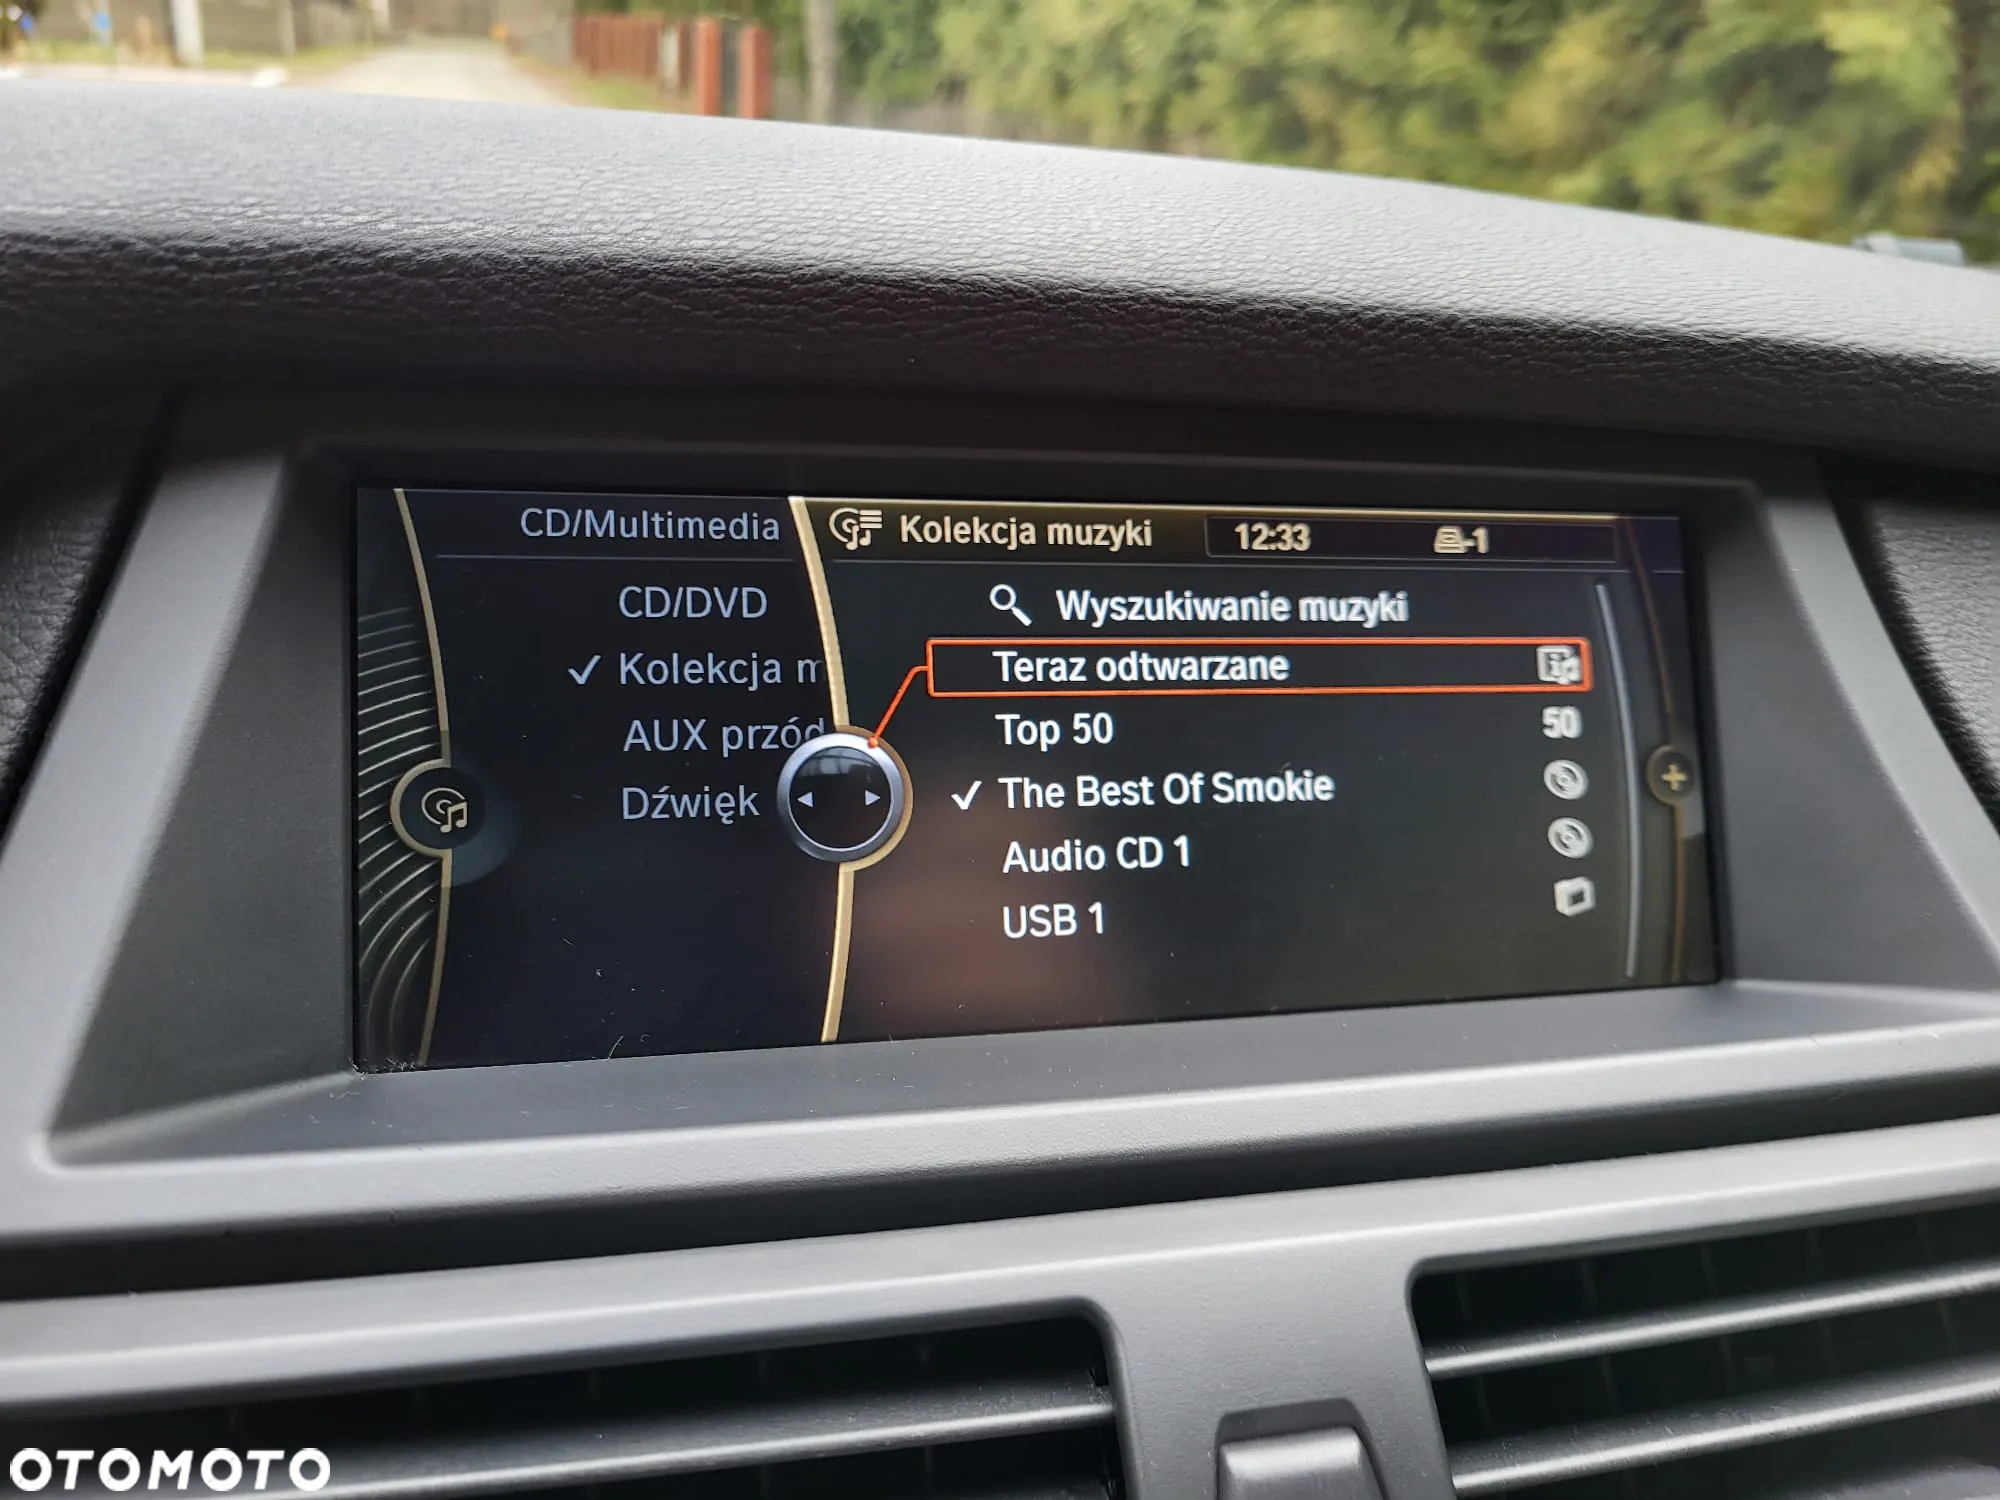 CD/Multimedia
CD/DVD
Kolekcja m
AUX przód
Dźwięk
Kolekcja muzyki
12:33
-1
Wyszukiwanie muzyki
Teraz odtwarzane
Top 50
50
The Best Of Smokie
Audio CD 1
USB 1
OTOMOTO